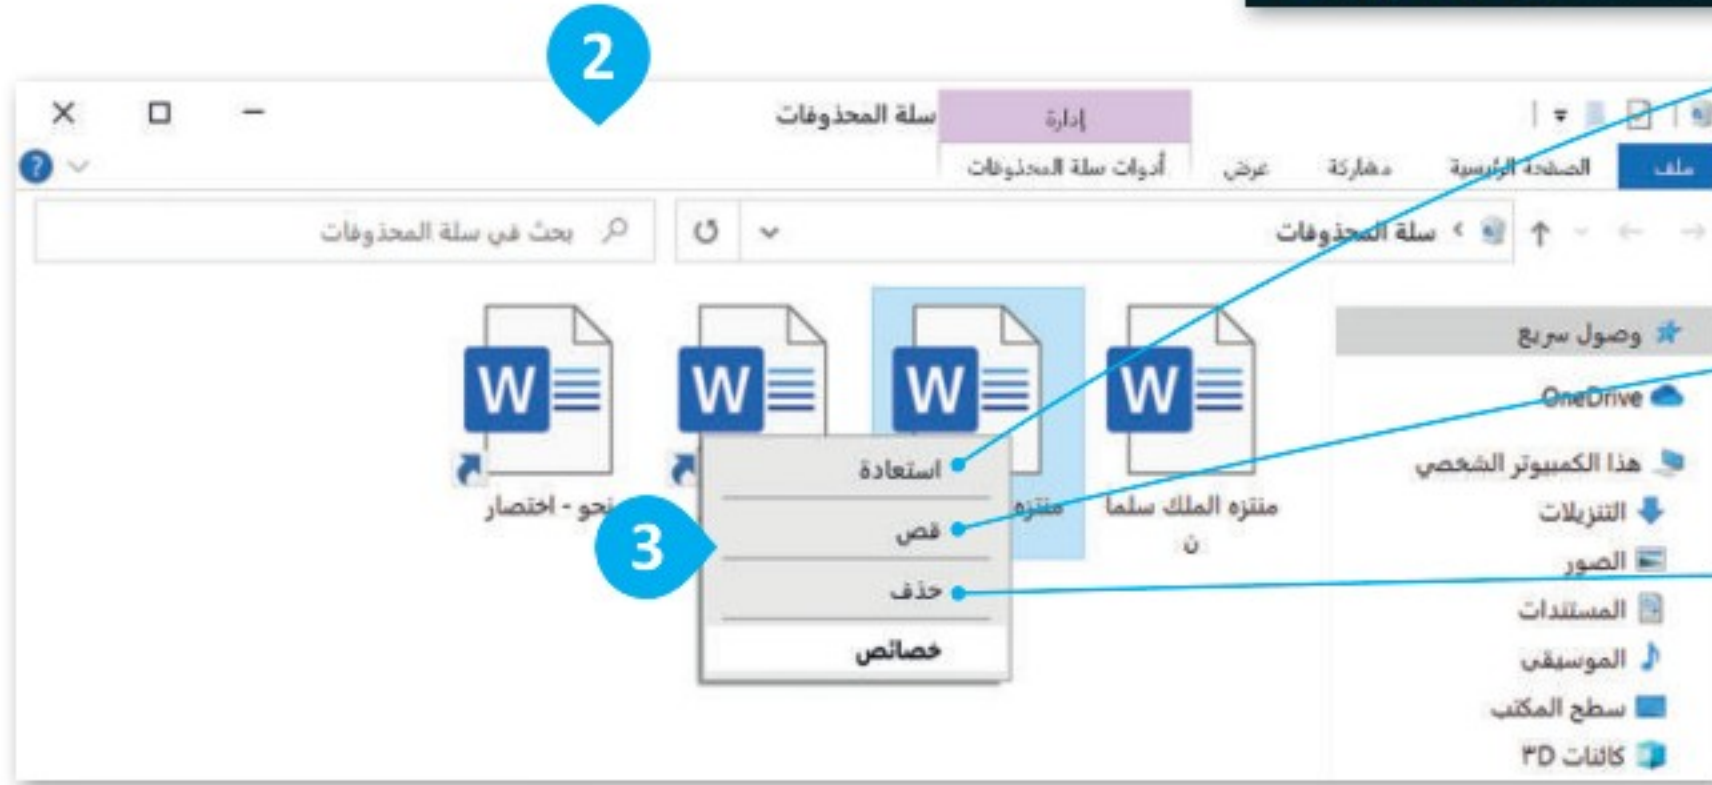 2
إدارة
سلة المحذوفات
ملف
الصفحة الرئيسية
مشاركة
عرض
أدوات سلة المحذوفات
?
سلة المحذوفات
بحث في سلة المحذوفات
وصول سريع
OneDrive
هذا الكمبيوتر الشخصي
التنزيلات
الصور
المستندات
الموسيقى
سطح المكتب
كائنات ٣D
W
W
W
W
منتزه الملك سلما
ن
منتزه
نحو - اختصار
3
استعادة
قص
حذف
خصائص